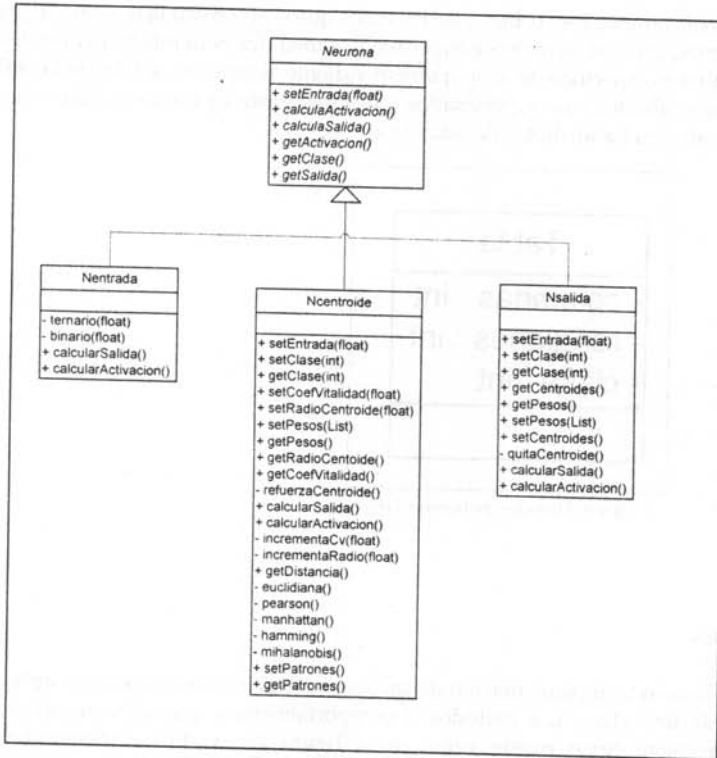 Neurona
+ setEntrada(float)
+ calculaActivacion()
+ calculaSalida()
+ getActivacion()
+ getClase()
+ getSalida()
Nentrada
- ternario(float)
- binario(float)
+ calcularSalida()
+ calcularActivacion()
Ncentroide
+ setEntrada(float)
+ setClase(int)
+ getClase(int)
+ setCoefVitalidad(float)
+ setRadioCentroide(float)
+ setPesos(List)
+ getPesos()
+ getRadioCentoide()
+ getCoefVitalidad()
- refuerzaCentroide()
+ calcularSalida()
+ calcularActivacion()
- incrementaCv(float)
- incrementaRadio(float)
+ getDistancia()
- euclidiana()
- pearson()
- manhattan()
- hamming()
- mihalanobis()
+ setPatrones()
+ getPatrones()
Nsalida
+ setEntrada(float)
+ setClase(int)
+ getClase(int)
+ getCentroides()
+ getPesos()
+ setPesos(List)
+ setCentroides()
- quitaCentroide()
+ calcularSalida()
+ calcularActivacion()